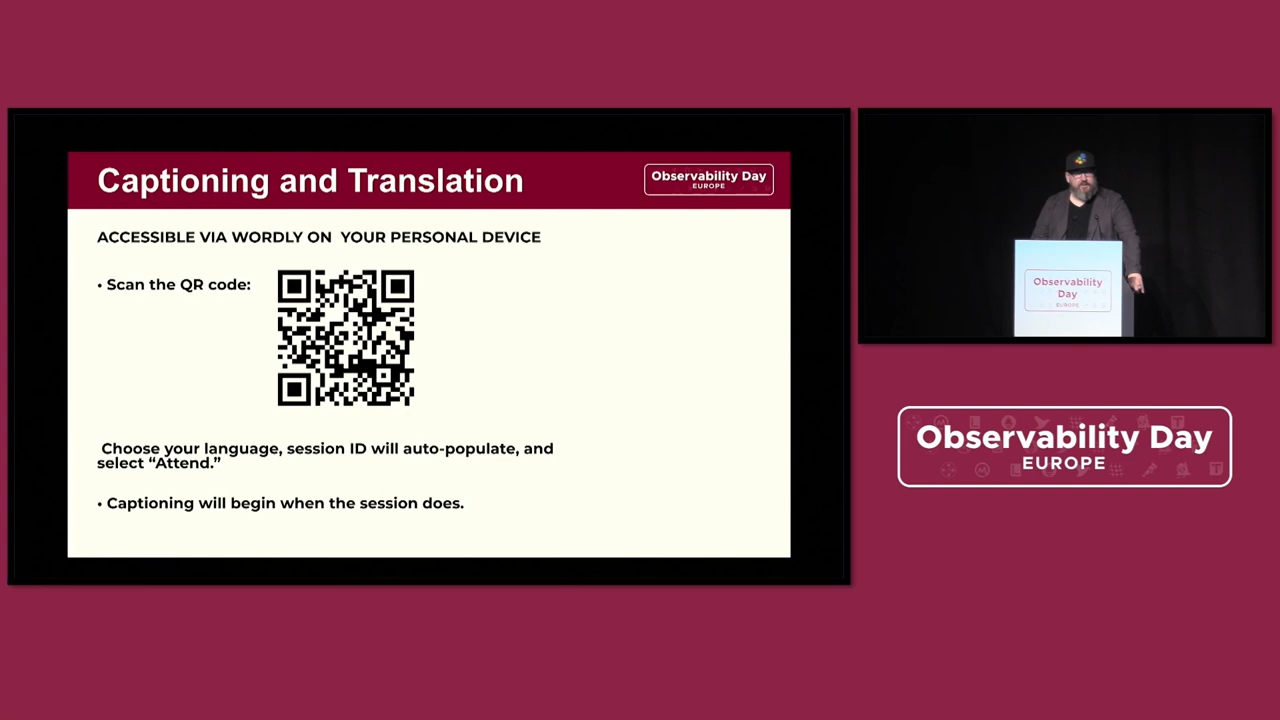 Captioning and Translation
Observability Day
EUROPE
ACCESSIBLE VIA WORDLY ON  YOUR PERSONAL DEVICE
• Scan the QR code:
Choose your language, session ID will auto-populate, and
select “Attend.”
• Captioning will begin when the session does.
Observability
Day
EUROPE
Observability Day
EUROPE